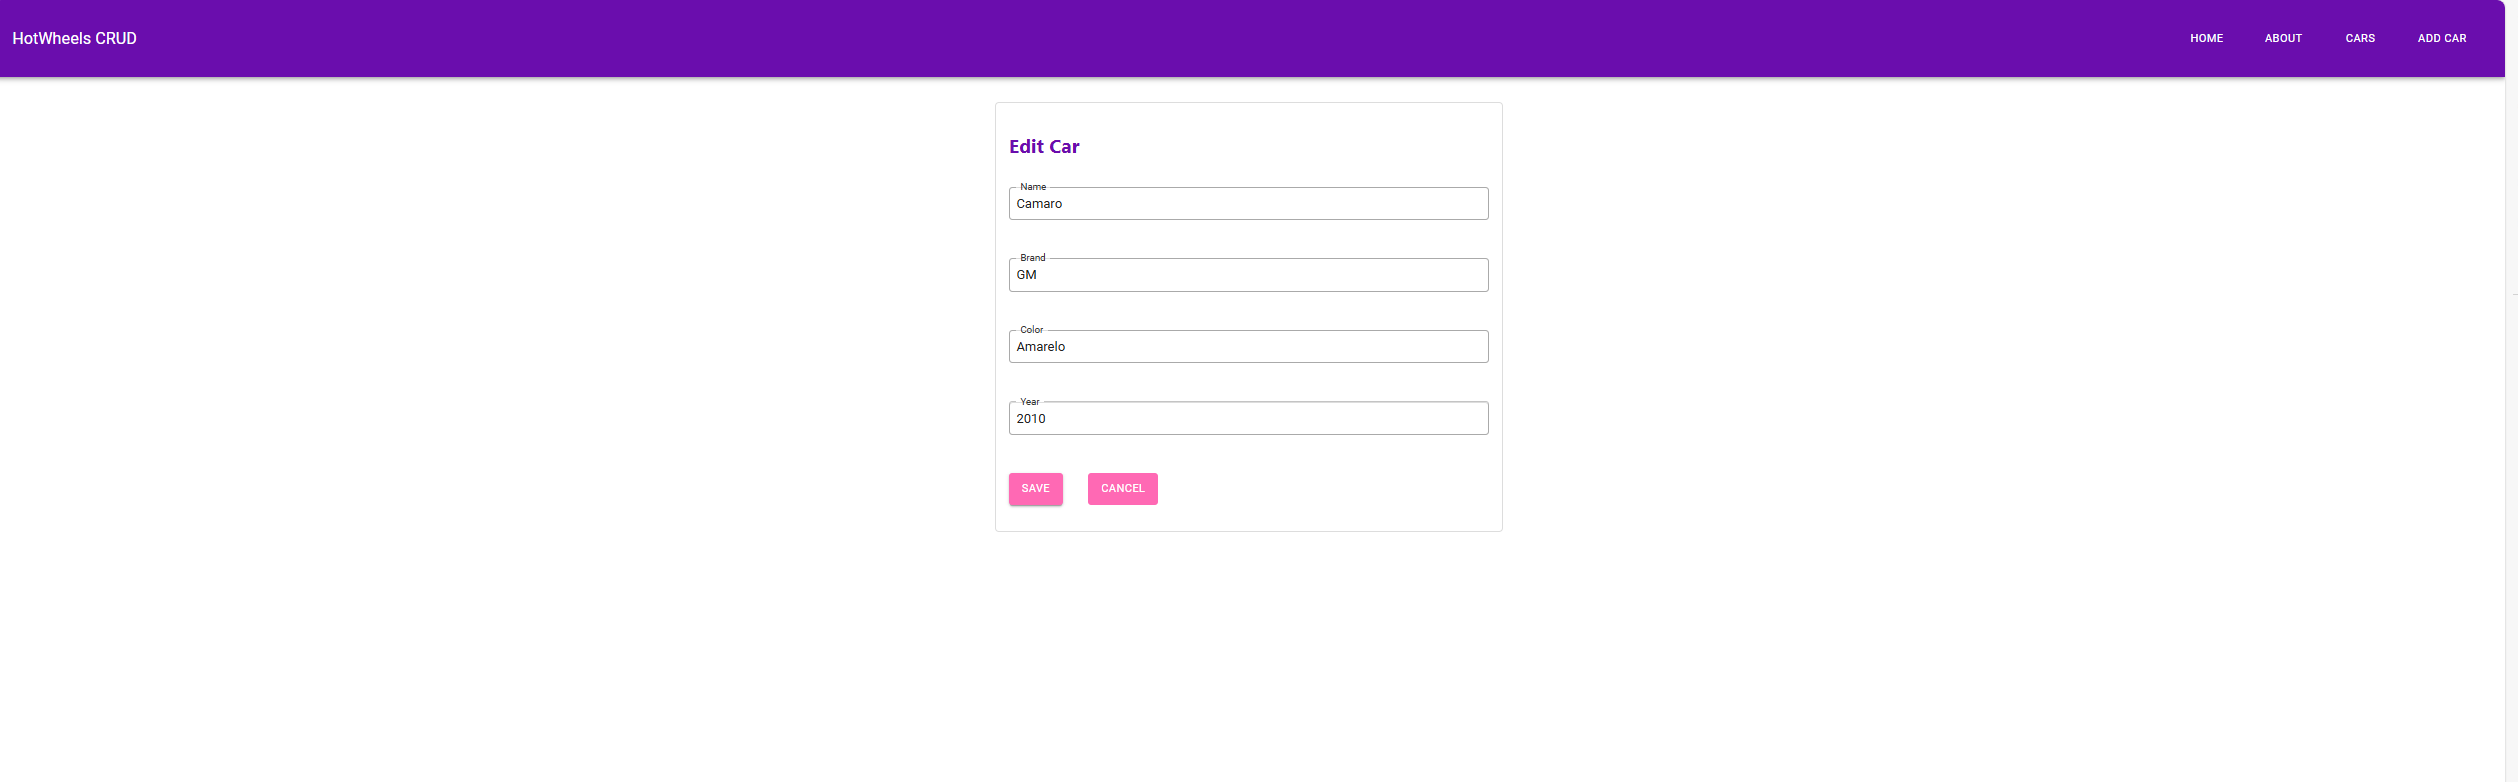 HotWheels CRUD
HOME ABOUT CARS ADD CAR
Edit Car
Name
Camaro
Brand
GM
Color
Amarelo
Year
2010
SAVE CANCEL